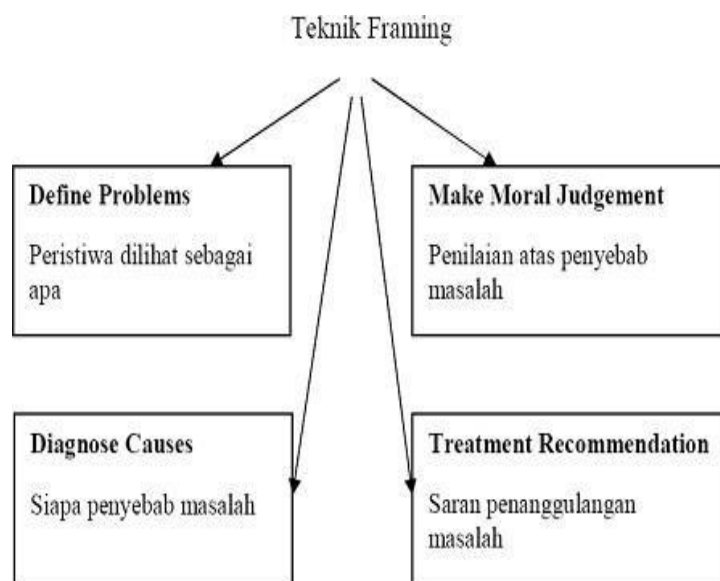 Teknik Framing
Define Problems
Peristiwa dilihat sebagai
apa
Make Moral Judgement
Penilaian atas penyebab
masalah
Diagnose Causes
Siapa penyebab masalah
Treatment Recommendation
Saran penanggulangan
masalah